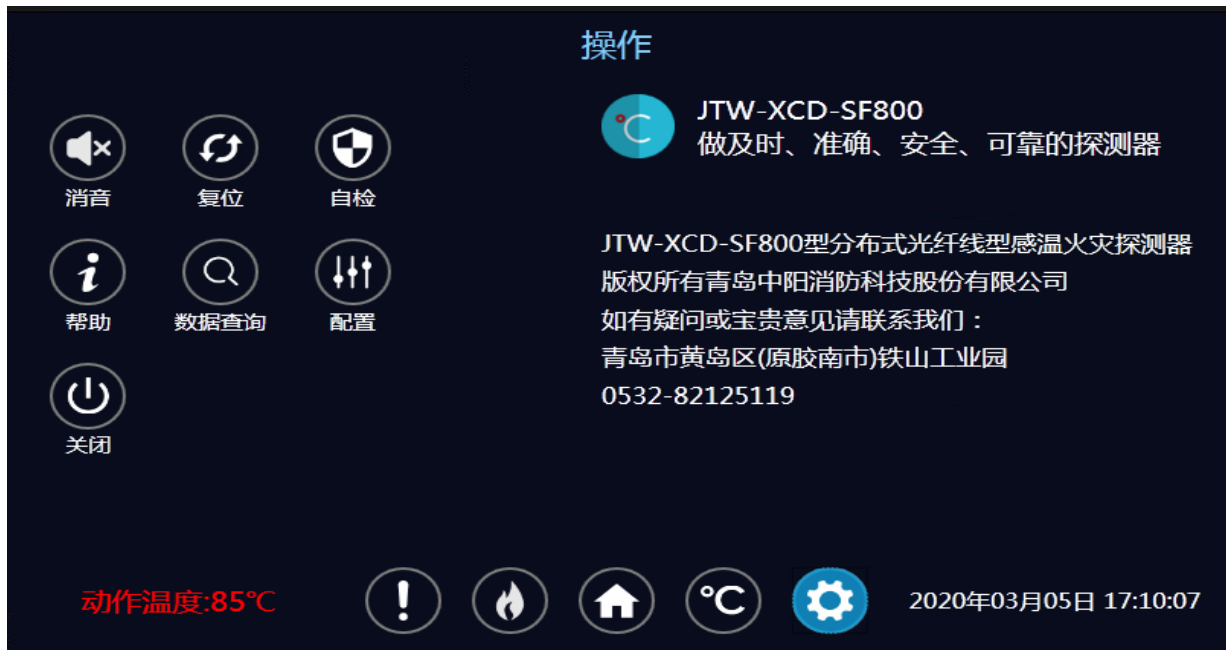 操作
JTW-XCD-SF800
做及时、准确、安全、可靠的探测器
消音 复位 自检
帮助 数据查询 配置
关闭
JTW-XCD-SF800型分布式光纤线型感温火灾探测器
版权所有青岛中阳消防科技股份有限公司
如有疑问或宝贵意见请联系我们：
青岛市黄岛区(原胶南市)铁山工业园
0532-82125119
动作温度:85℃
℃
2020年03月05日 17:10:07